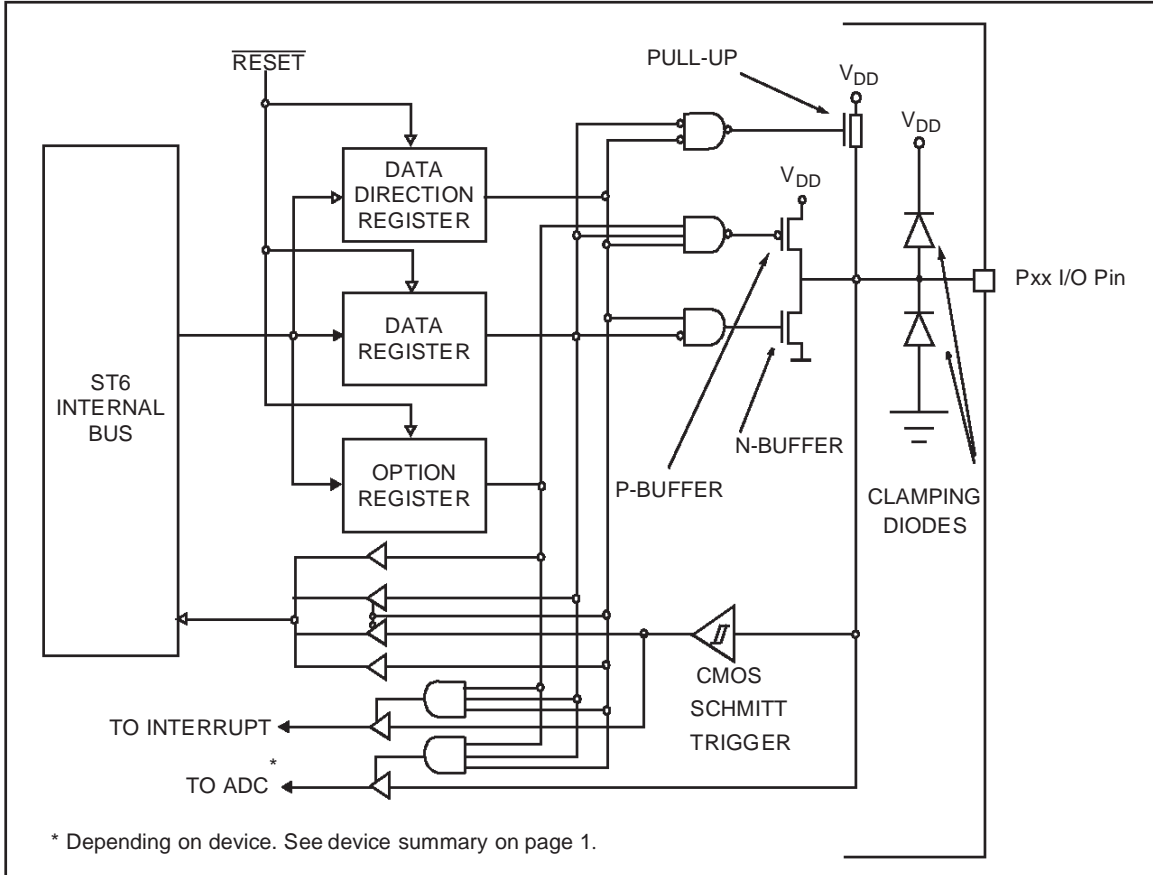 RESET
PULL-UP
VDD
VDD
ST6
INTERNAL
BUS
DATA
DIRECTION
REGISTER
VDD
DATA
REGISTER
Pxx I/O Pin
OPTION
REGISTER
N-BUFFER
P-BUFFER
CLAMPING
DIODES
CMOS
SCHMITT
TRIGGER
TO INTERRUPT
TO ADC*
* Depending on device. See device summary on page 1.